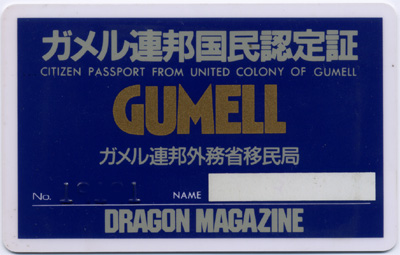 ガメル連邦国民認定証
CITIZEN PASSPORT FROM UNITED COLONY OF GUMELL
GUMELL
ガメル連邦外務省移民局
No. NAME
DRAGON MAGAZINE